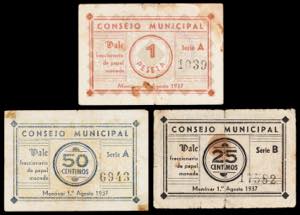 CONSEJO MUNICIPAL
Vale
fraccionario
de papel
moneda
1
PESETA
Serie A
1039
Monóvar 1.º Agosto 1937
CONSEJO MUNICIPAL
Vale
fraccionario
de papel
moneda
50
CENTIMOS
Serie A
6943
Monóvar 1.º Agosto 1937
CONSEJO MUNICIPAL
Vale
fraccionario
de papel
moneda
25
CENTIMOS
Serie B
Monóvar 1.º Agosto 1937